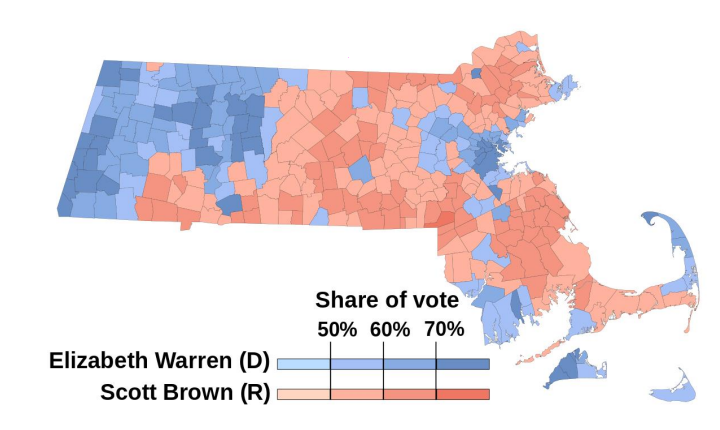 Share of vote
50% 60% 70%
Elizabeth Warren (D)
Scott Brown (R)